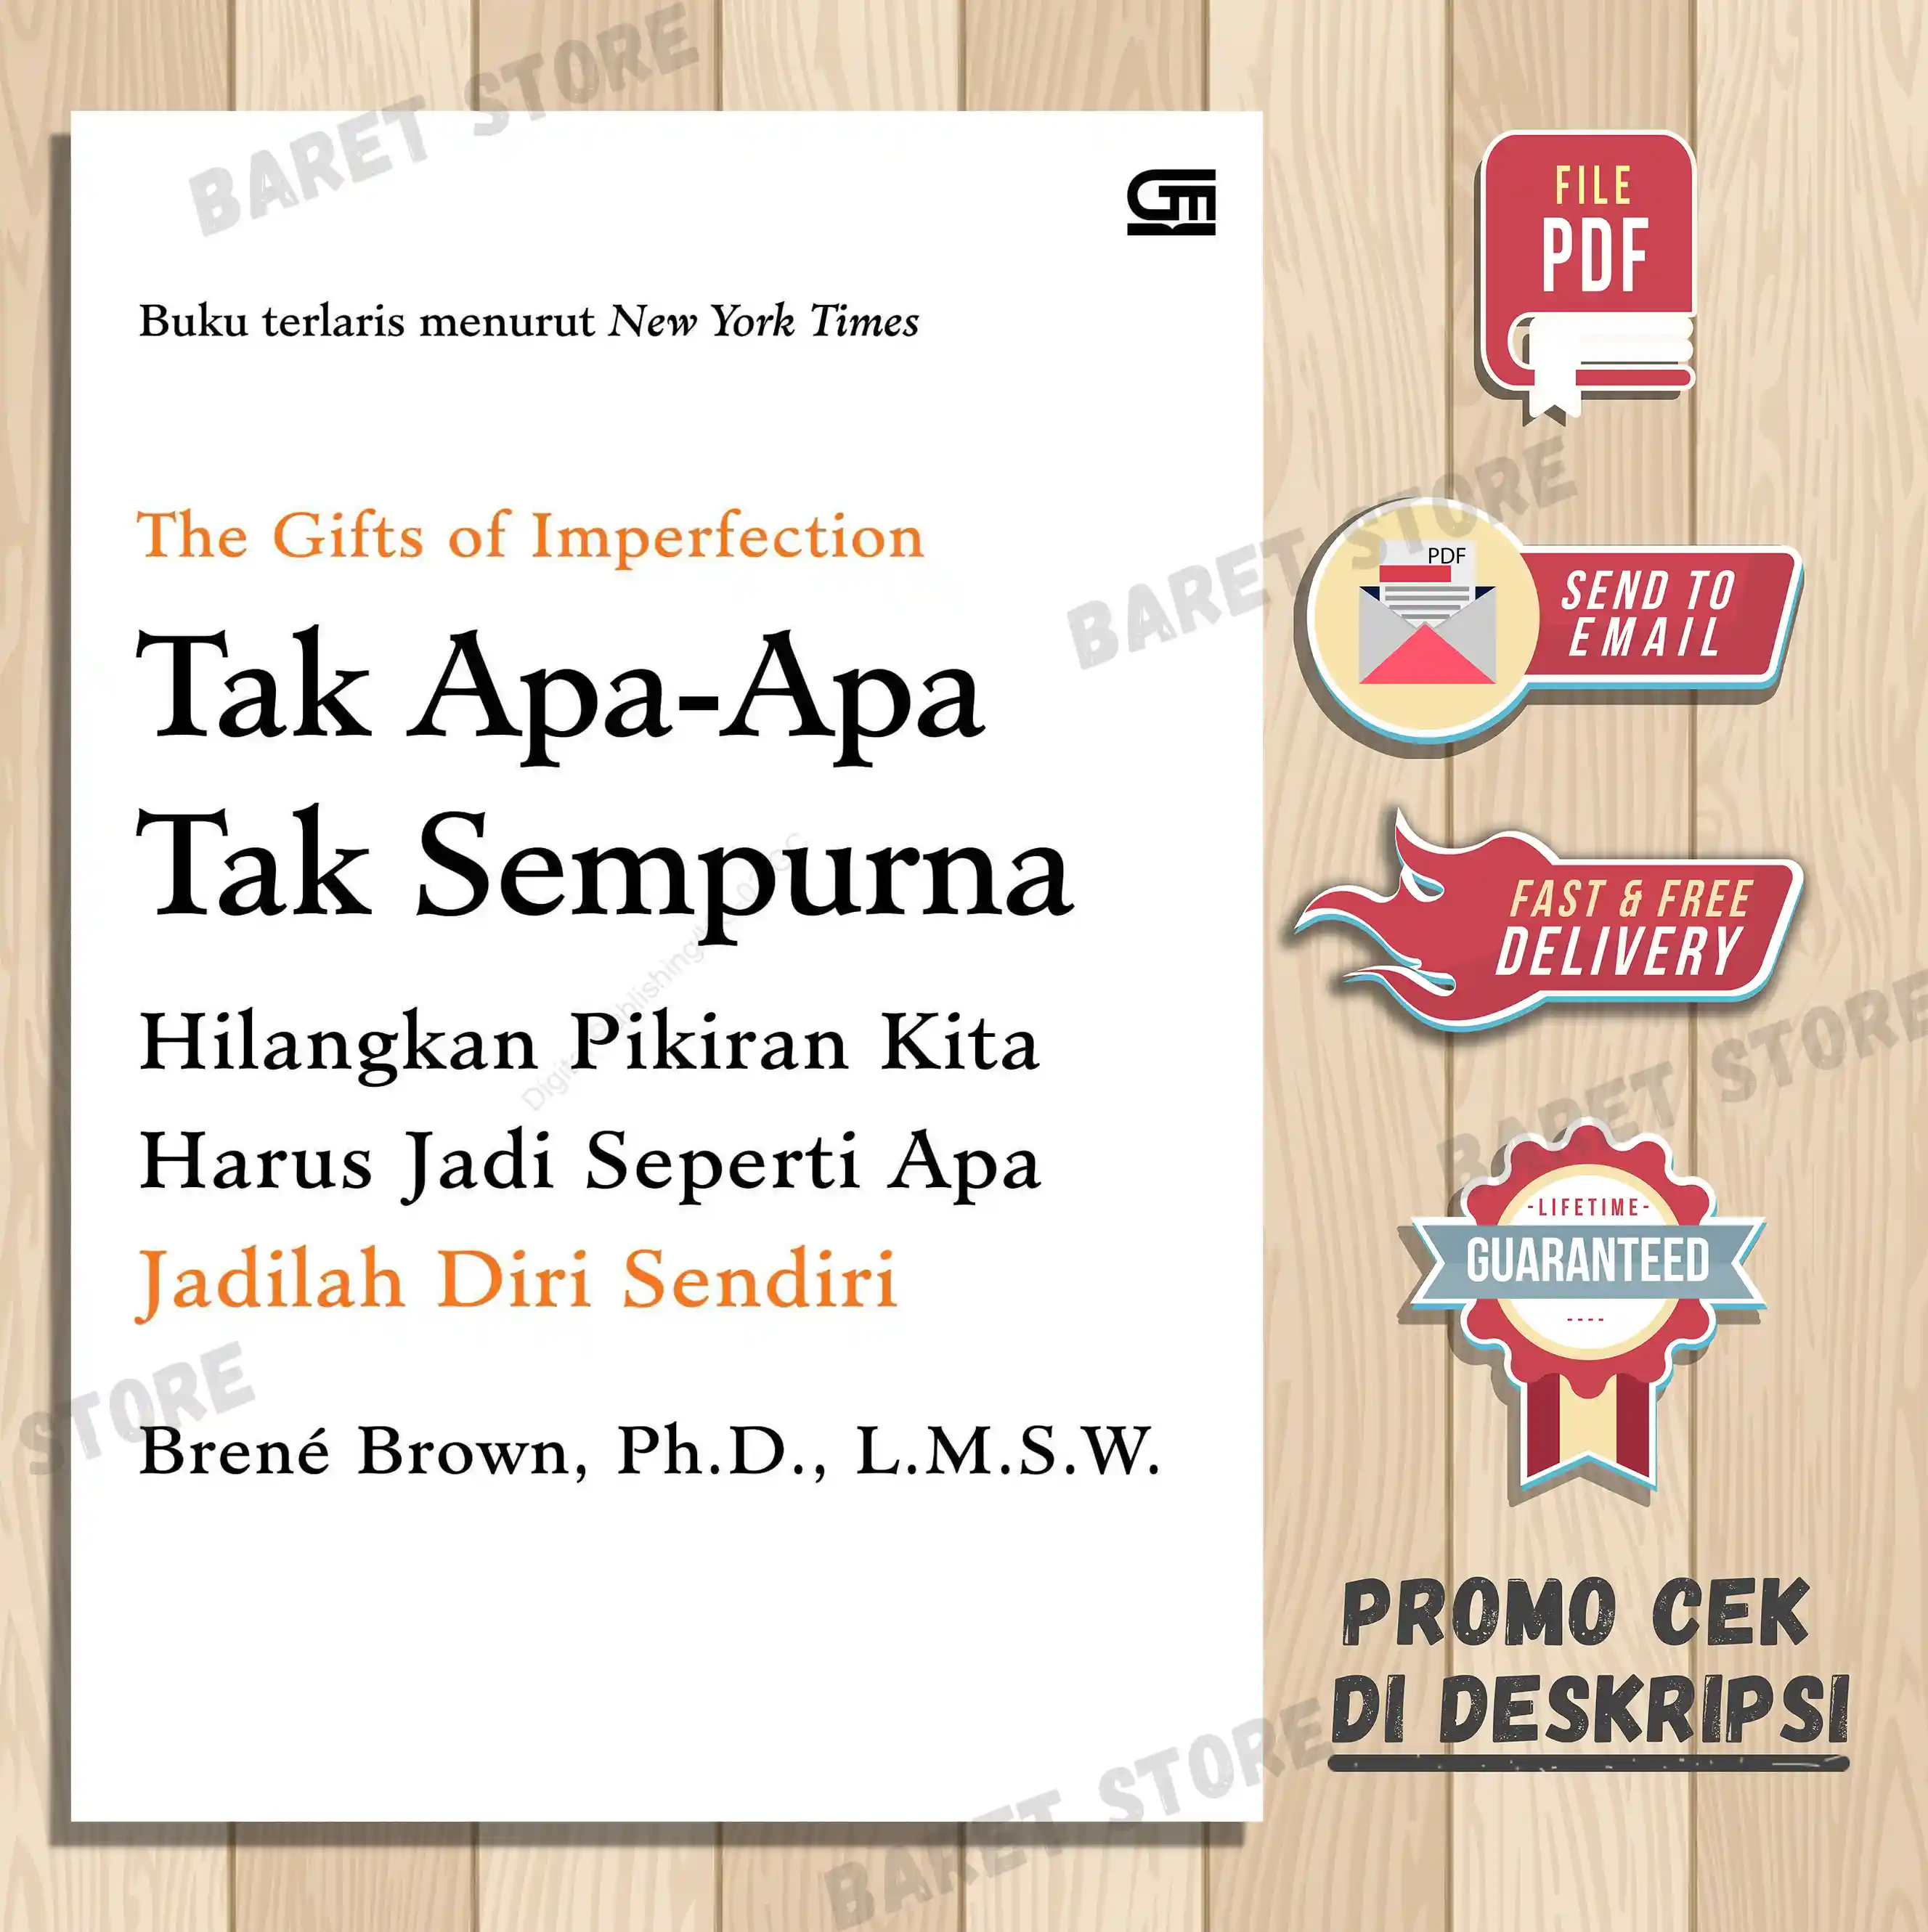 BARET STORE
GM
Buku terlaris menurut New York Times
The Gifts of Imperfection
Tak Apa-Apa
Tak Sempurna
Hilangkan Pikiran Kita
Harus Jadi Seperti Apa
Jadilah Diri Sendiri
Brené Brown, Ph.D., L.M.S.W.
FILE
PDF
BARET STORE
PDF
SEND TO
EMAIL
FAST & FREE
DELIVERY
BARET STORE
-LIFETIME-
GUARANTEED
STORE
PROMO CEK
DI DESKRIPSI
BARET STORE